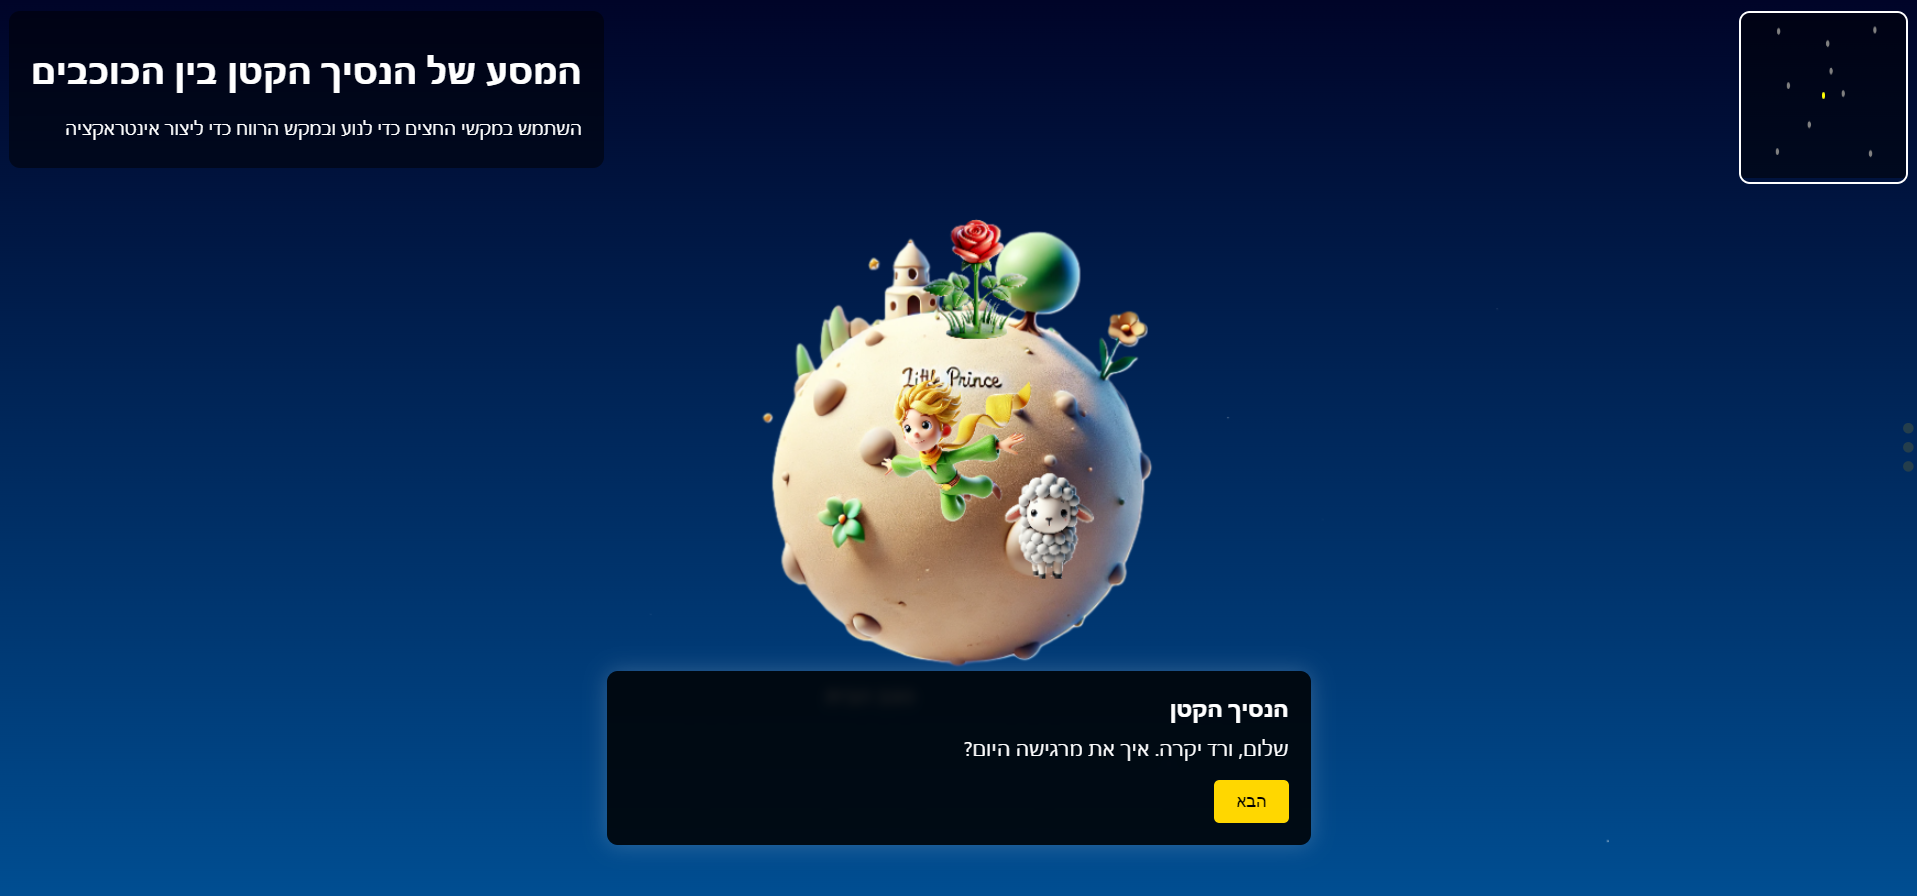 המסע של הנסיך הקטן בין הכוכבים
השתמש במקשי החצים כדי לנוע ובמקש הרווח כדי ליצור אינטראקציה
Little Prince
הנסיך הקטן
שלום, ורד יקרה. איך את מרגישה היום?
הבא